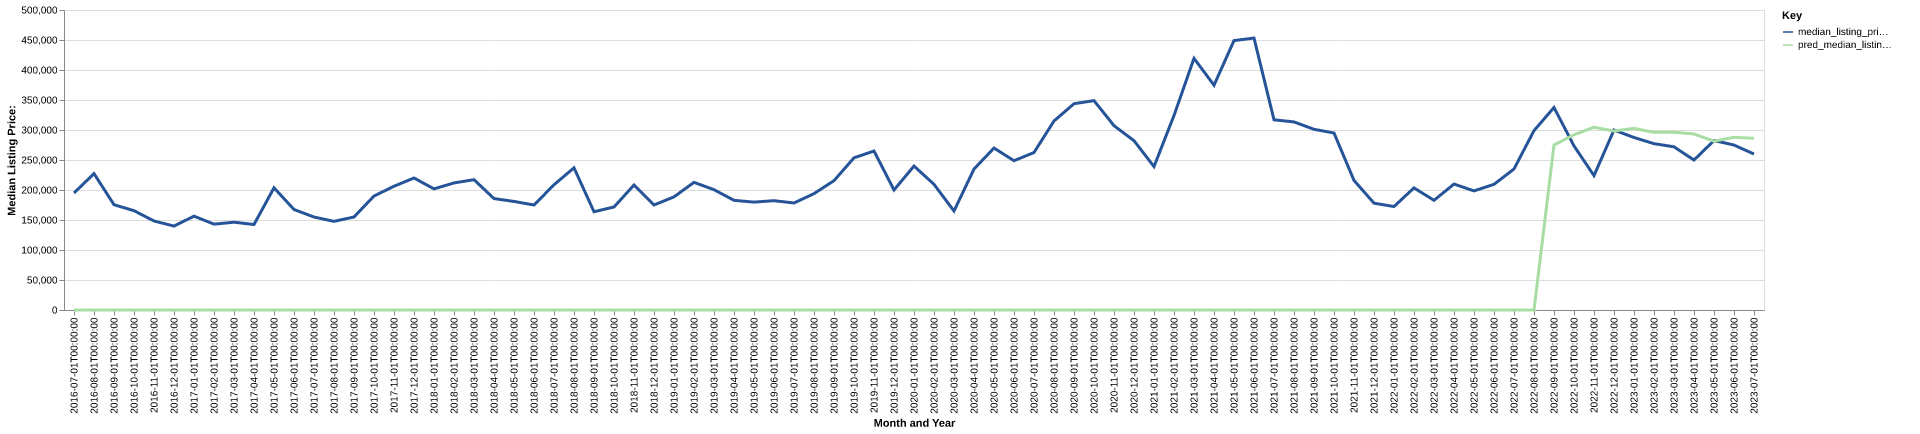 500,000
450,000
400,000
350,000
300,000
250,000
200,000
150,000
100,000
50,000
0
Median Listing Price:
2016-07-01T00:00:00
2016-08-01T00:00:00
2016-09-01T00:00:00
2016-10-01T00:00:00
2016-11-01T00:00:00
2016-12-01T00:00:00
2017-01-01T00:00:00
2017-02-01T00:00:00
2017-03-01T00:00:00
2017-04-01T00:00:00
2017-05-01T00:00:00
2017-06-01T00:00:00
2017-07-01T00:00:00
2017-08-01T00:00:00
2017-09-01T00:00:00
2017-10-01T00:00:00
2017-11-01T00:00:00
2017-12-01T00:00:00
2018-01-01T00:00:00
2018-02-01T00:00:00
2018-03-01T00:00:00
2018-04-01T00:00:00
2018-05-01T00:00:00
2018-06-01T00:00:00
2018-07-01T00:00:00
2018-08-01T00:00:00
2018-09-01T00:00:00
2018-10-01T00:00:00
2018-11-01T00:00:00
2018-12-01T00:00:00
2019-01-01T00:00:00
2019-02-01T00:00:00
2019-03-01T00:00:00
2019-04-01T00:00:00
2019-05-01T00:00:00
2019-06-01T00:00:00
2019-07-01T00:00:00
2019-08-01T00:00:00
2019-09-01T00:00:00
2019-10-01T00:00:00
2019-11-01T00:00:00
2019-12-01T00:00:00
2020-01-01T00:00:00
2020-02-01T00:00:00
2020-03-01T00:00:00
2020-04-01T00:00:00
2020-05-01T00:00:00
2020-06-01T00:00:00
2020-07-01T00:00:00
2020-08-01T00:00:00
2020-09-01T00:00:00
2020-10-01T00:00:00
2020-11-01T00:00:00
2020-12-01T00:00:00
2021-01-01T00:00:00
2021-02-01T00:00:00
2021-03-01T00:00:00
2021-04-01T00:00:00
2021-05-01T00:00:00
2021-06-01T00:00:00
2021-07-01T00:00:00
2021-08-01T00:00:00
2021-09-01T00:00:00
2021-10-01T00:00:00
2021-11-01T00:00:00
2021-12-01T00:00:00
2022-01-01T00:00:00
2022-02-01T00:00:00
2022-03-01T00:00:00
2022-04-01T00:00:00
2022-05-01T00:00:00
2022-06-01T00:00:00
2022-07-01T00:00:00
2022-08-01T00:00:00
2022-09-01T00:00:00
2022-10-01T00:00:00
2022-11-01T00:00:00
2022-12-01T00:00:00
2023-01-01T00:00:00
2023-02-01T00:00:00
2023-03-01T00:00:00
2023-04-01T00:00:00
2023-05-01T00:00:00
2023-06-01T00:00:00
2023-07-01T00:00:00
Month and Year
Key
median_listing_pri…
pred_median_listin…